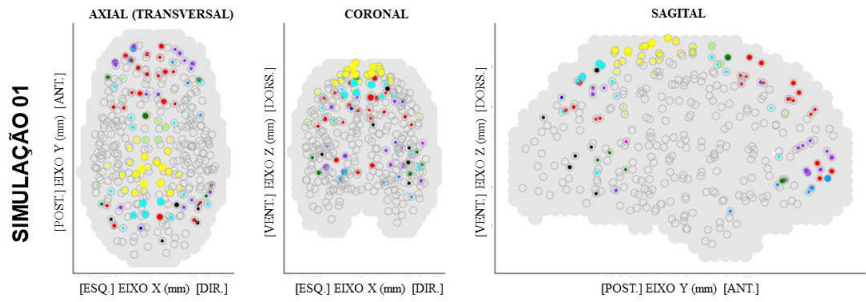 AXIAL (TRANSVERSAL)
CORONAL
SAGITAL
SIMULAÇÃO 01
[POST.] EIXO Y (mm) [ANT.]
[VENT.] EIXO Z (mm) [DORS.]
[VENT.] EIXO Z (mm) [DORS.]
[ESQ.] EIXO X (mm) [DIR.]
[ESQ.] EIXO X (mm) [DIR.]
[POST.] EIXO Y (mm) [ANT.]